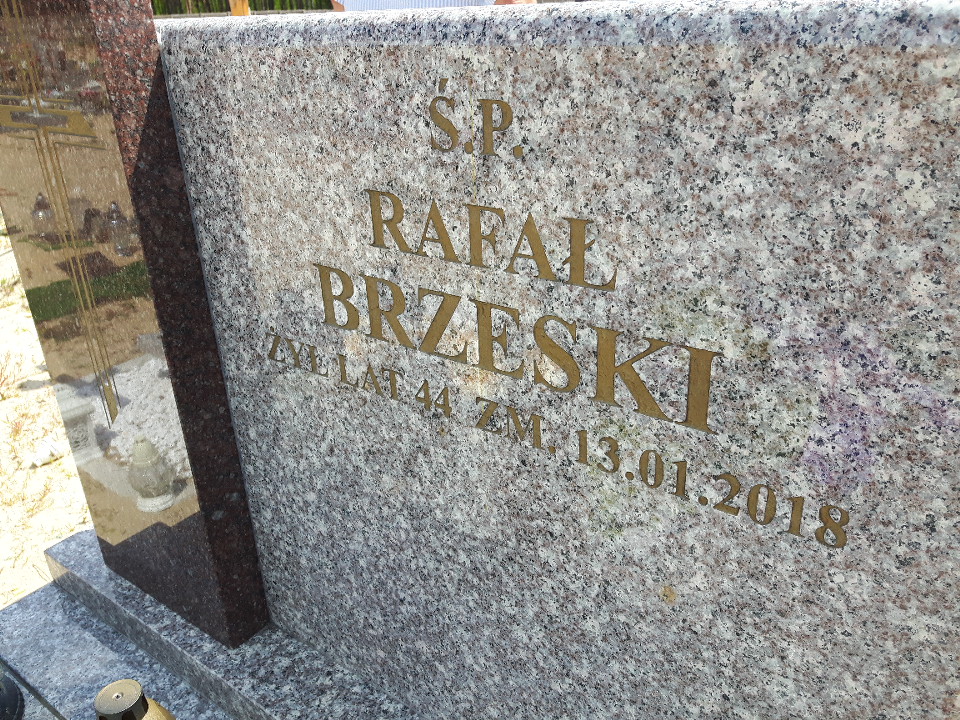 Ś.P.
RAFAŁ
BRZESKI
ŻYŁ LAT 44 ZM. 13.01.2018